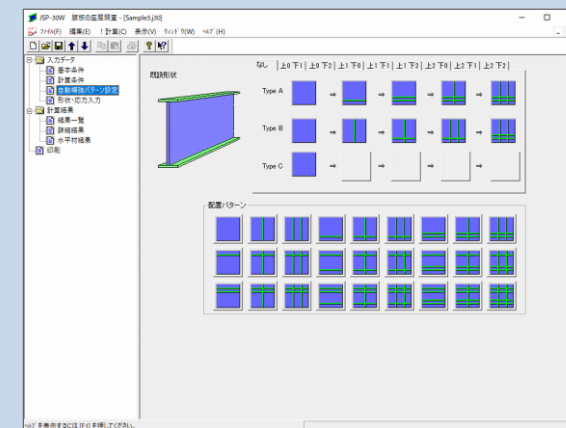 JSP-30W 腹板の座屈照査 - [Sample3.j30]
ファイル(F) 編集(E) !計算(C) 表示(V) ウィンドウ(W) ヘルプ(H)
入力データ
基本条件
計算条件
自動補強パターン設定
形状・応力入力
計算結果
結果一覧
詳細結果
水平材結果
印刷
既設形状
なし 上0下1 上0下2 上1下0 上1下1 上1下2 上2下0 上2下1 上2下2
Type A
Type B
Type C
配置パターン
ヘルプを表示するには [F1] を押してください。